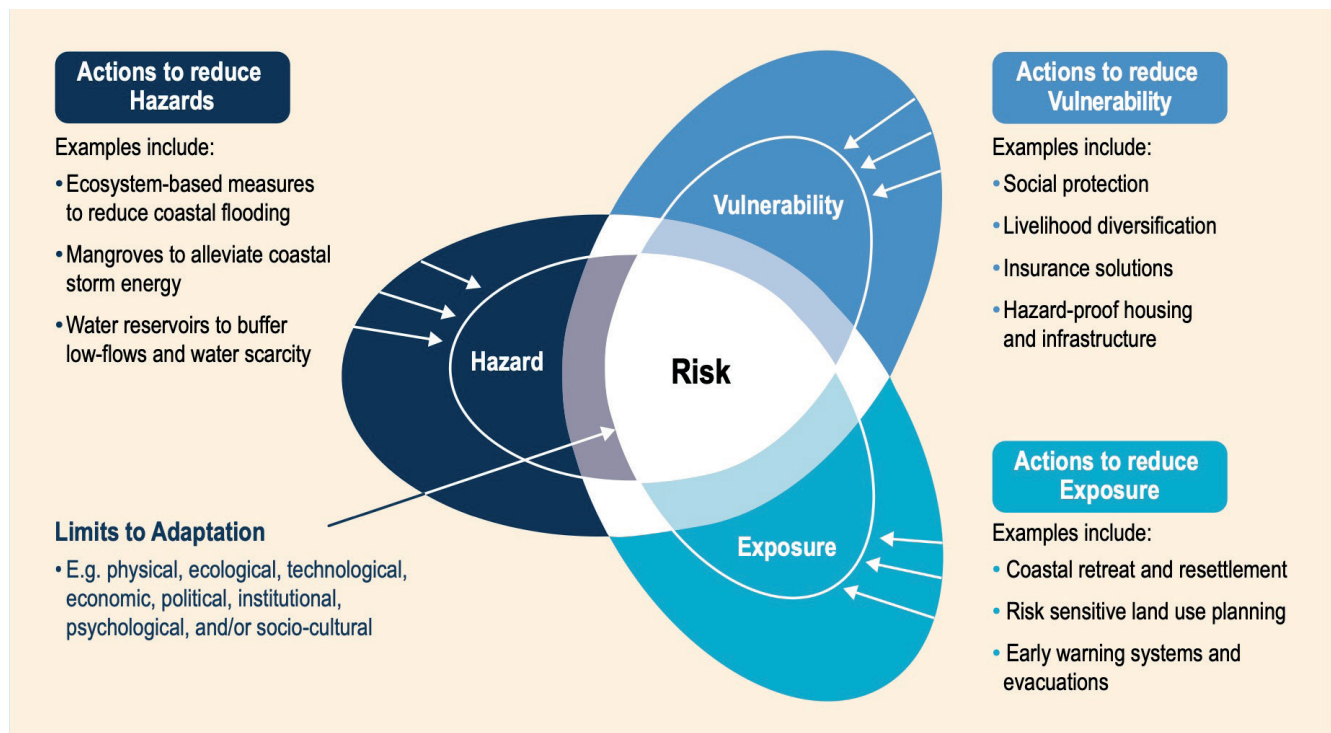 Actions to reduce
Hazards
Examples include:
• Ecosystem-based measures
to reduce coastal flooding
• Mangroves to alleviate coastal
storm energy
• Water reservoirs to buffer
low-flows and water scarcity
Limits to Adaptation
• E.g. physical, ecological, technological,
economic, political, institutional,
psychological, and/or socio-cultural
Vulnerability
Hazard
Risk
Exposure
Actions to reduce
Vulnerability
Examples include:
• Social protection
• Livelihood diversification
• Insurance solutions
• Hazard-proof housing
and infrastructure
Actions to reduce
Exposure
Examples include:
• Coastal retreat and resettlement
• Risk sensitive land use planning
• Early warning systems and
evacuations